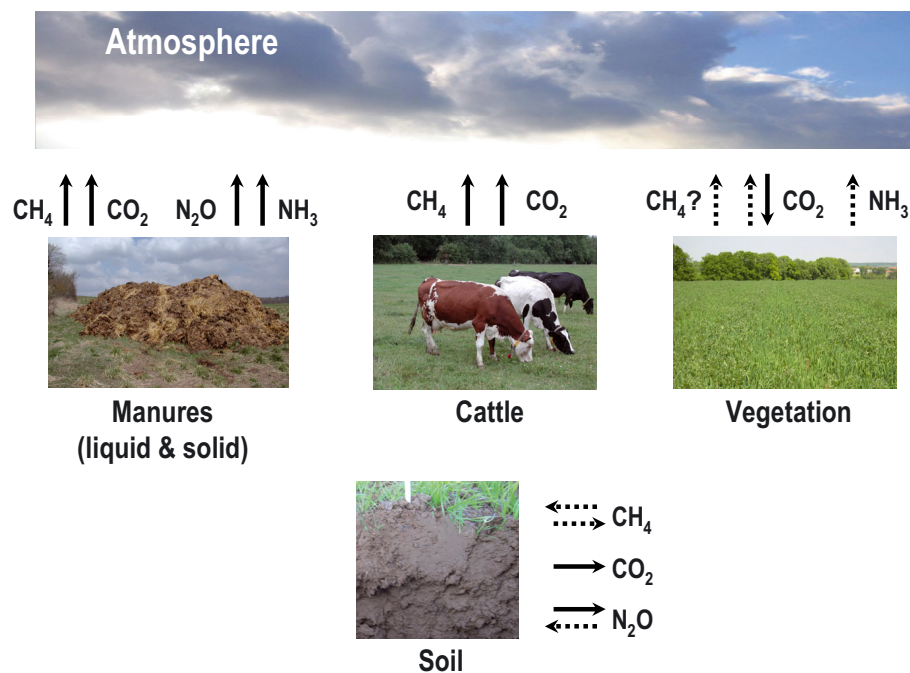 Atmosphere
CH₄ CO₂ N₂O NH₃ CH₄ CO₂ CH₄? CO₂ NH₃
Manures
(liquid & solid)
Cattle
Vegetation
CH₄
CO₂
N₂O
Soil